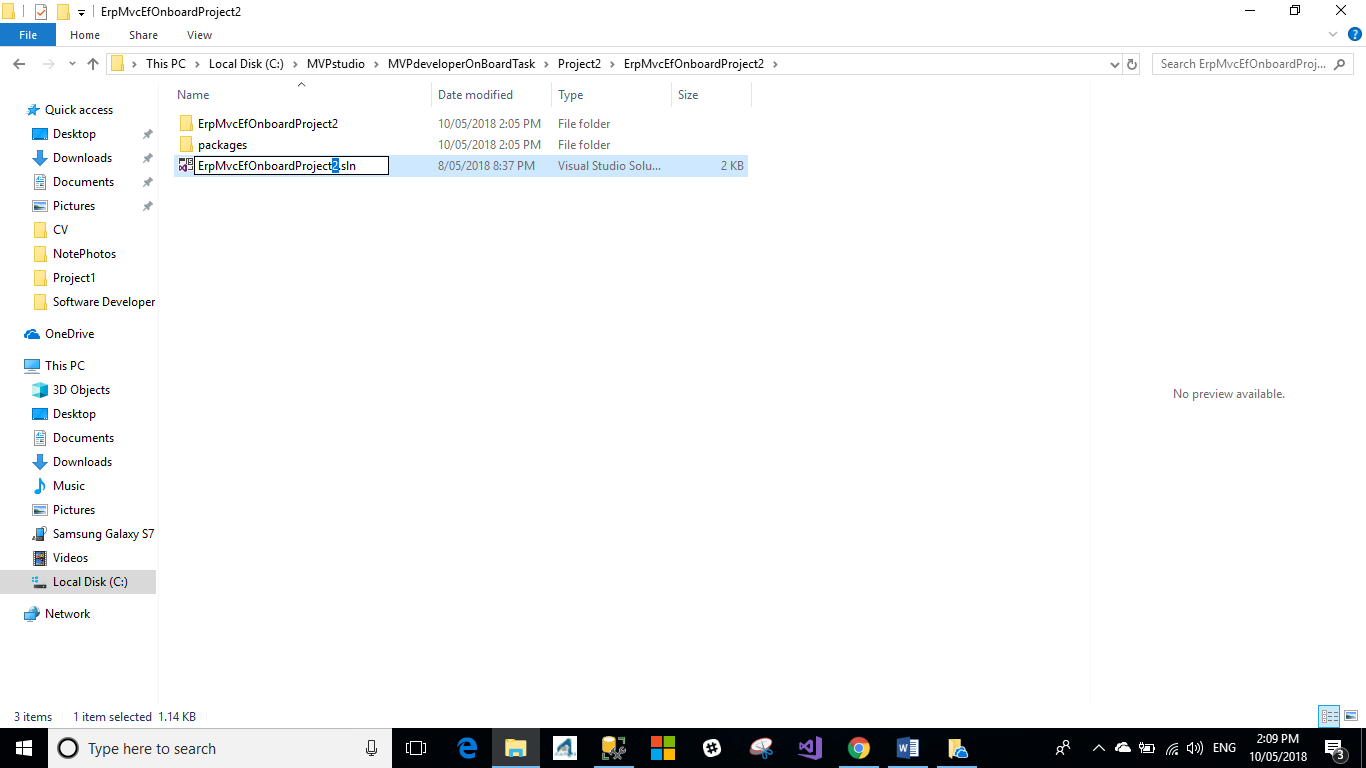 ErpMvcEfOnboardProject2
File Home Share View
This PC Local Disk (C:) MVPstudio MVPdeveloperOnBoardTask Project2 ErpMvcEfOnboardProject2
Search ErpMvcEfOnboardProj...
Quick access
Desktop
Downloads
Documents
Pictures
CV
NotePhotos
Project1
Software Developer
OneDrive
This PC
3D Objects
Desktop
Documents
Downloads
Music
Pictures
Samsung Galaxy S7
Videos
Local Disk (C:)
Network
Name Date modified Type Size
ErpMvcEfOnboardProject2 10/05/2018 2:05 PM File folder
packages 10/05/2018 2:05 PM File folder
ErpMvcEfOnboardProject2.sln 8/05/2018 8:37 PM Visual Studio Solu... 2 KB
No preview available.
3 items 1 item selected 1.14 KB
Type here to search
ENG
2:09 PM
10/05/2018
3